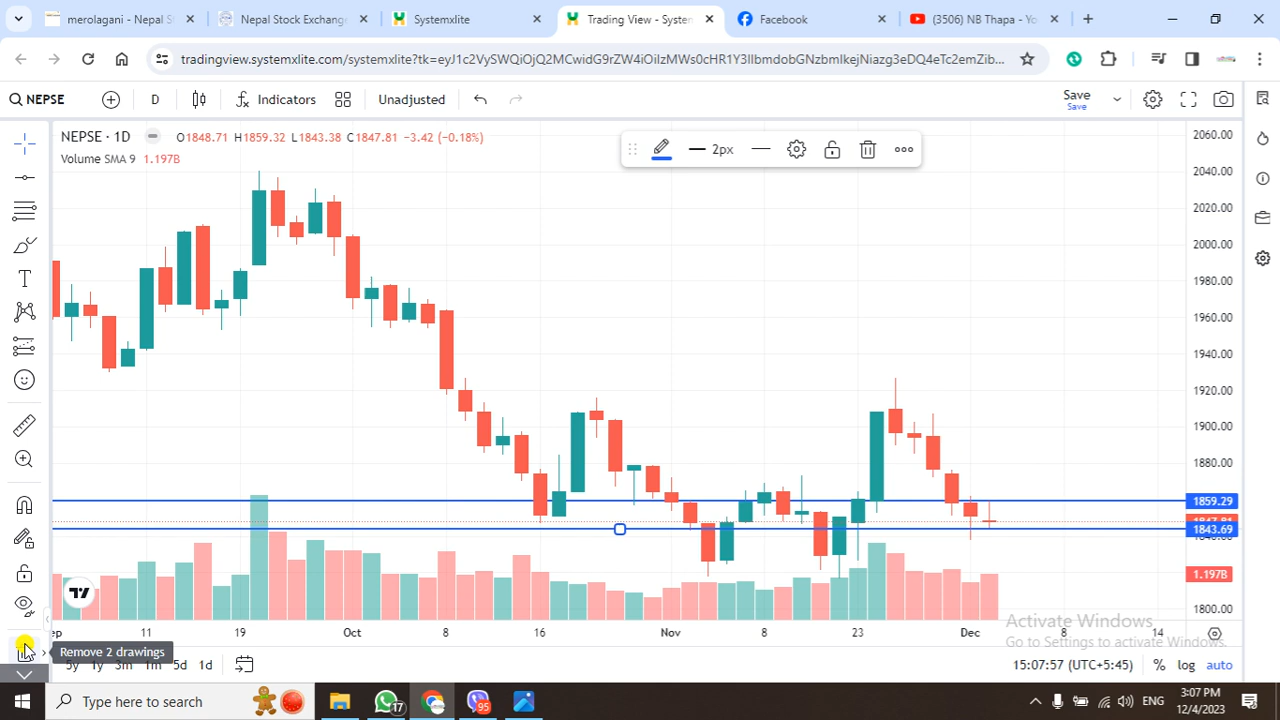 merolagani - Nepal St
Nepal Stock Exchange
Systemxlite
Trading View - System
Facebook
(3506) NB Thapa - Yo
tradingview.systemxlite.com/systemxlite?tk=eyJ1c2VySWQiOjQ2MCwidG9rZW4iOiIzMWs0cHR1Y3IIbmdobGNzbmlkejNiazg3eDQ4eTc2emZib...
NEPSE
D
Indicators
Unadjusted
Save
Save
NEPSE · 1D
O1848.71 H1859.32 L1843.38 C1847.81 −3.42 (−0.18%)
Volume SMA 9 1.197B
2px
2060.00
2040.00
2020.00
2000.00
1980.00
1960.00
1940.00
1920.00
1900.00
1880.00
1859.29
1847.81
1843.69
1.197B
1800.00
ep 11 19 Oct 8 16 Nov 8 23 Dec 8 14
Activate Windows
Go to Settings to activate Windows.
Remove 2 drawings
5y 1y 3m 1m 5d 1d
15:07:57 (UTC+5:45)
% log auto
Type here to search
17
95
ENG
3:07 PM
12/4/2023